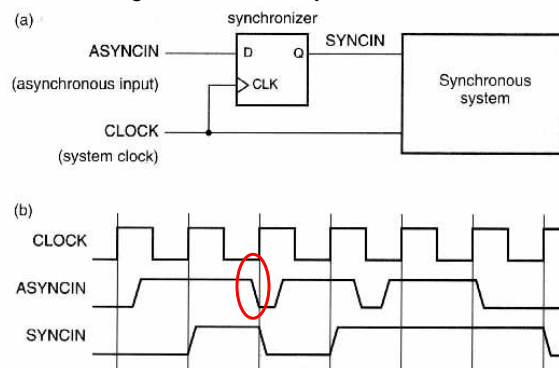 (a)
synchronizer
ASYNCIN
D
Q
SYNCIN
(asynchronous input)
CLK
Synchronous
system
CLOCK
(system clock)
(b)
CLOCK
ASYNCIN
SYNCIN